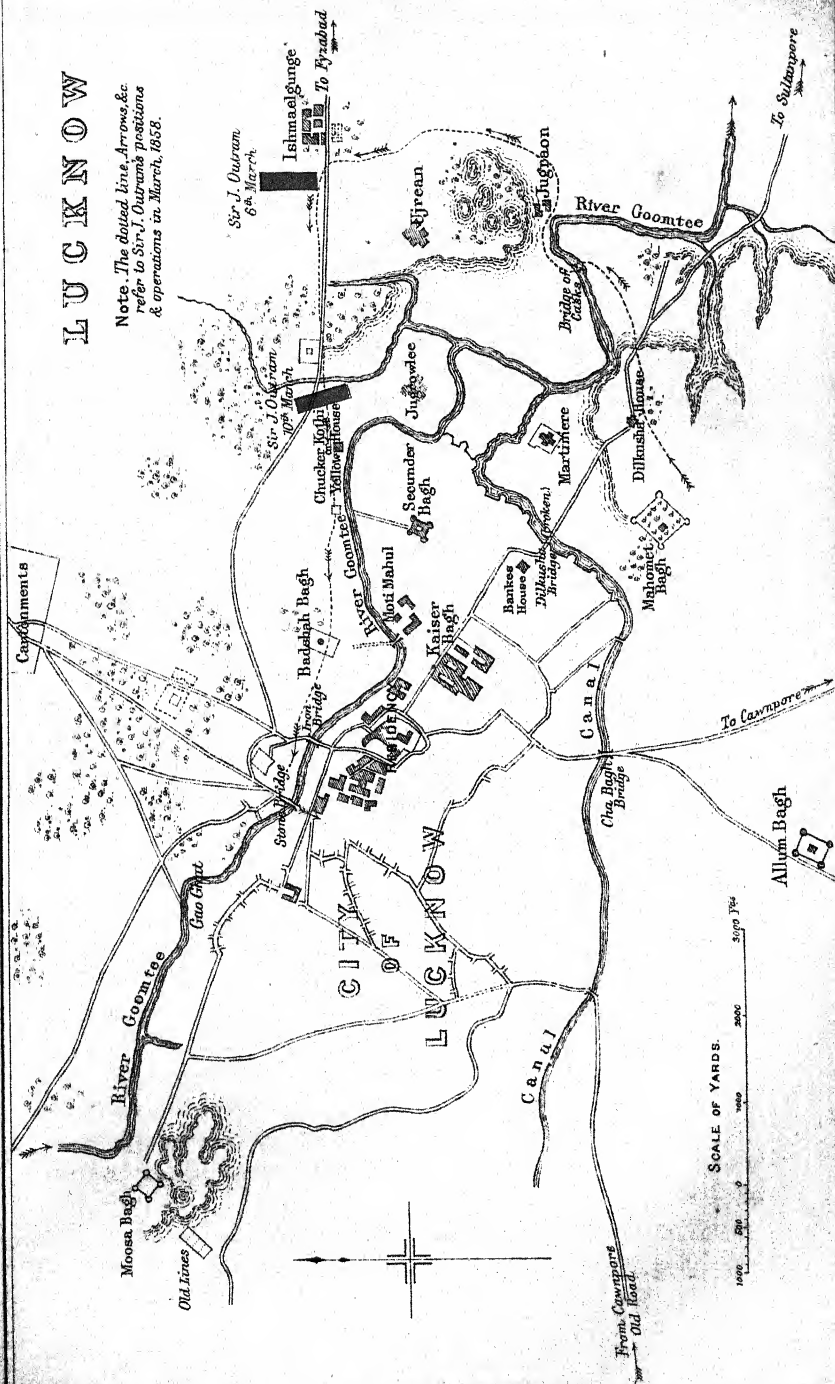 LUCKNOW
Note. The dotted line, Arrows, &c.
refer to Sir J. Outram's positions
& operations in March, 1858.
Cantonments
To Fyzabad
Ishmaelgunge
Sir J. Outram
6th March
Sir J. Outram
10th March
Chucker Kothi
Yellow House
Ujrean
Jugrowlee
Jugpaon
River Goomtee
Bridge of
Casks
To Sultanpore
Martiniere
Dilkusha House
Mahomet
Bagh
Secunder
Bagh
River Goomtee
Badshah Bagh
Moti Mahul
Kaiser
Bagh
Bankes
House
Dilkusha
Bridge
(broken)
Iron
Bridge
RESIDENCY
Stone Bridge
Gao Ghat
River Goomtee
Moosa Bagh
Old Lines
CITY
OF
LUCKNOW
Canal
Canal
Cha Bagh
Bridge
To Cawnpore
Allum Bagh
From Cawnpore
Old Road
SCALE OF YARDS.
1000 500 0 1000 2000 3000 Yds